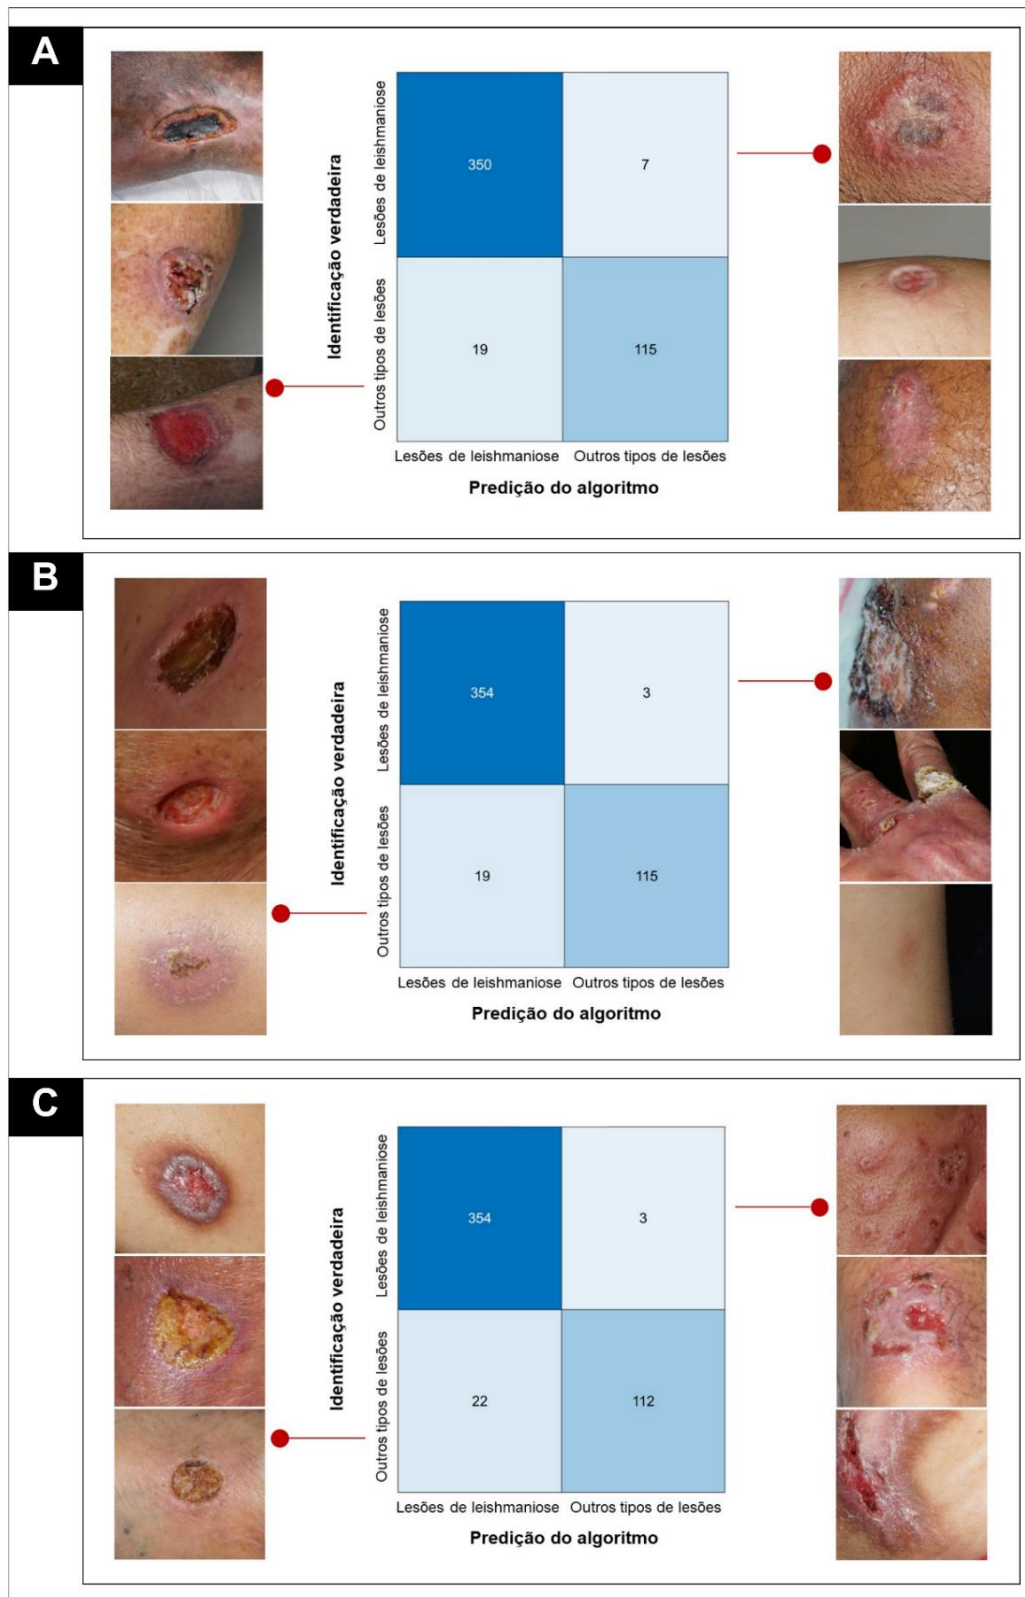 A
Identificação verdadeira
Lesões de leishmaniose
Outros tipos de lesões
350
7
19
115
Lesões de leishmaniose
Outros tipos de lesões
Predição do algoritmo
B
Identificação verdadeira
Lesões de leishmaniose
Outros tipos de lesões
354
3
19
115
Lesões de leishmaniose
Outros tipos de lesões
Predição do algoritmo
C
Identificação verdadeira
Lesões de leishmaniose
Outros tipos de lesões
354
3
22
112
Lesões de leishmaniose
Outros tipos de lesões
Predição do algoritmo